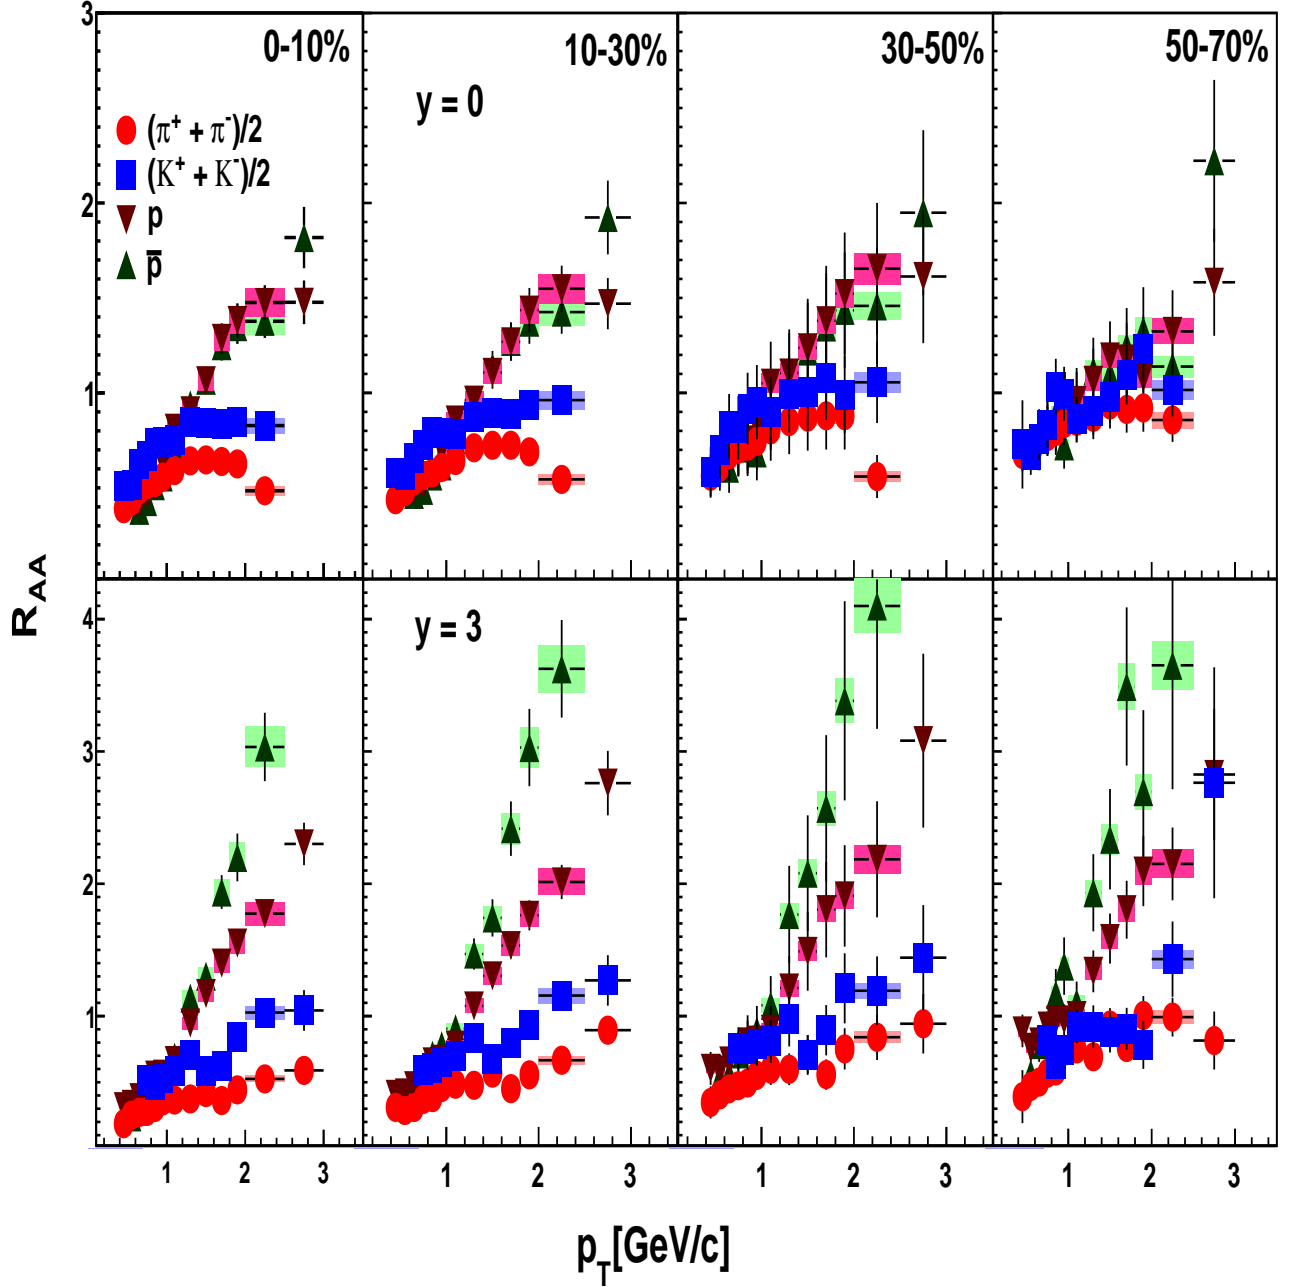 3
0-10%
10-30%
30-50%
50-70%
y = 0
(π⁺ + π⁻)/2
(K⁺ + K⁻)/2
2
p
p̅
1
R_AA
4
y = 3
3
2
1
1 2 3 1 2 3 1 2 3 1 2 3
p_T[GeV/c]